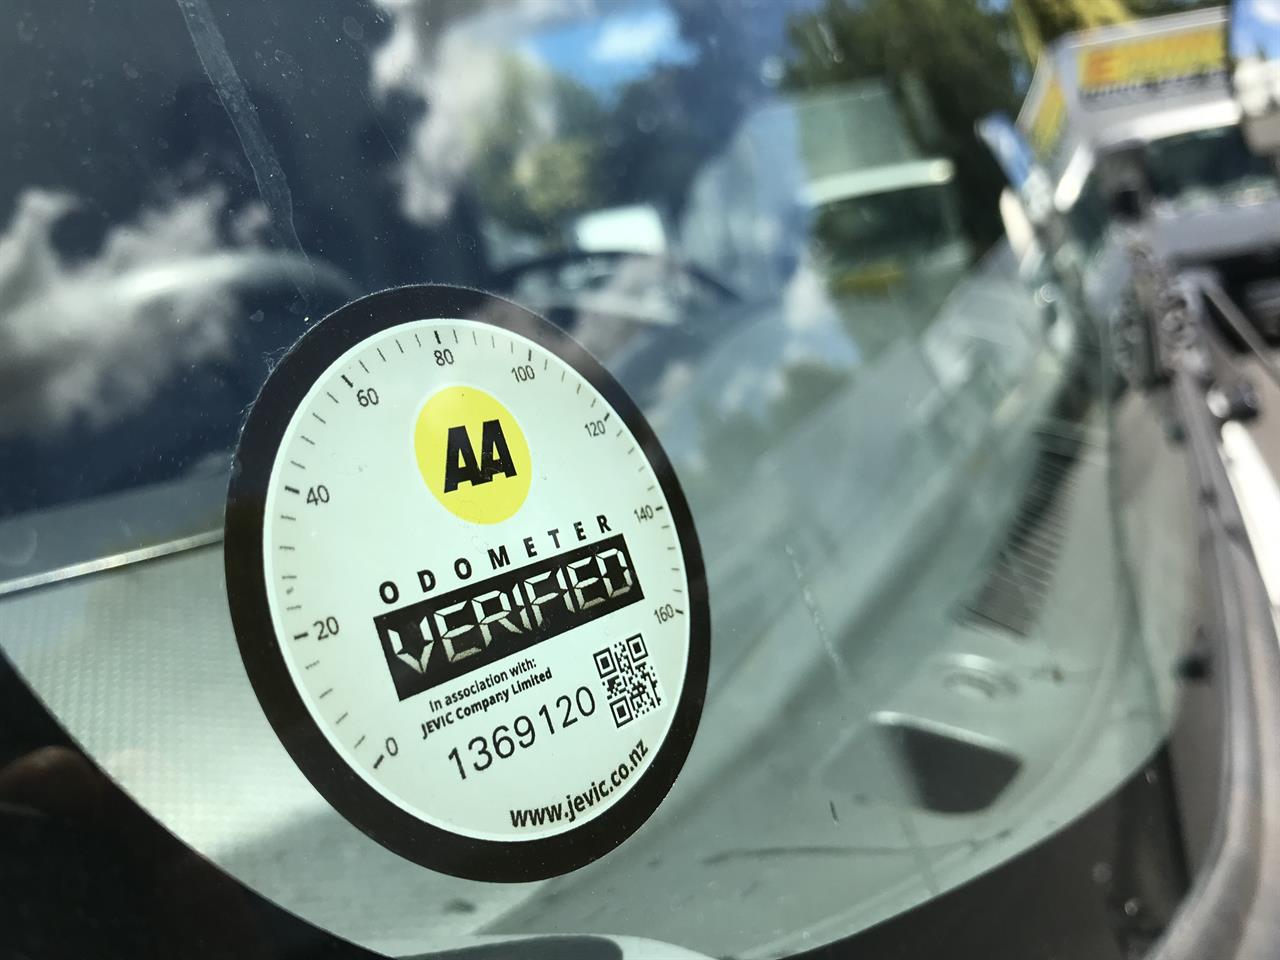 0
20
40
60
80
100
120
140
160
AA
ODOMETER
VERIFIED
In association with:
JEVIC Company Limited
1369120
www.jevic.co.nz